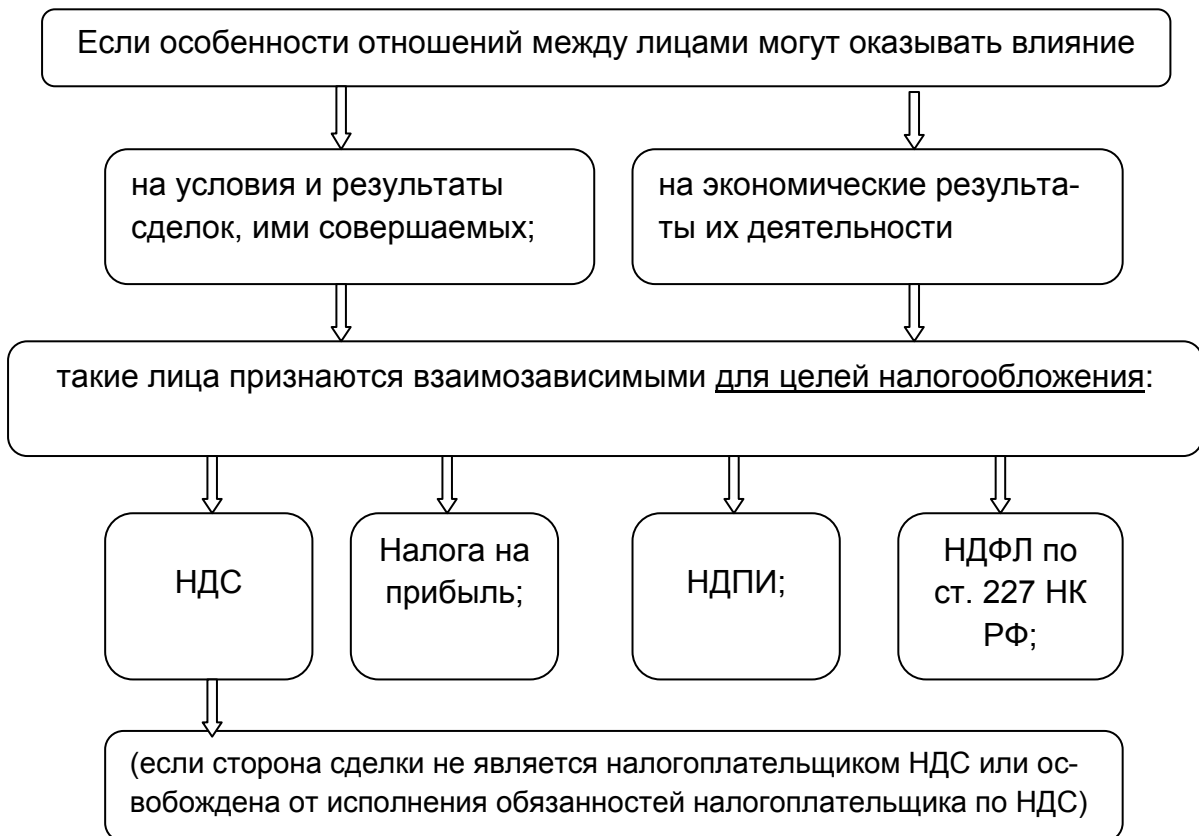 Если особенности отношений между лицами могут оказывать влияние
на условия и результаты
сделок, ими совершаемых;
на экономические результа-
ты их деятельности
такие лица признаются взаимозависимыми для целей налогообложения:
НДС
Налога на
прибыль;
НДПИ;
НДФЛ по
ст. 227 НК
РФ;
(если сторона сделки не является налогоплательщиком НДС или ос-
вобождена от исполнения обязанностей налогоплательщика по НДС)